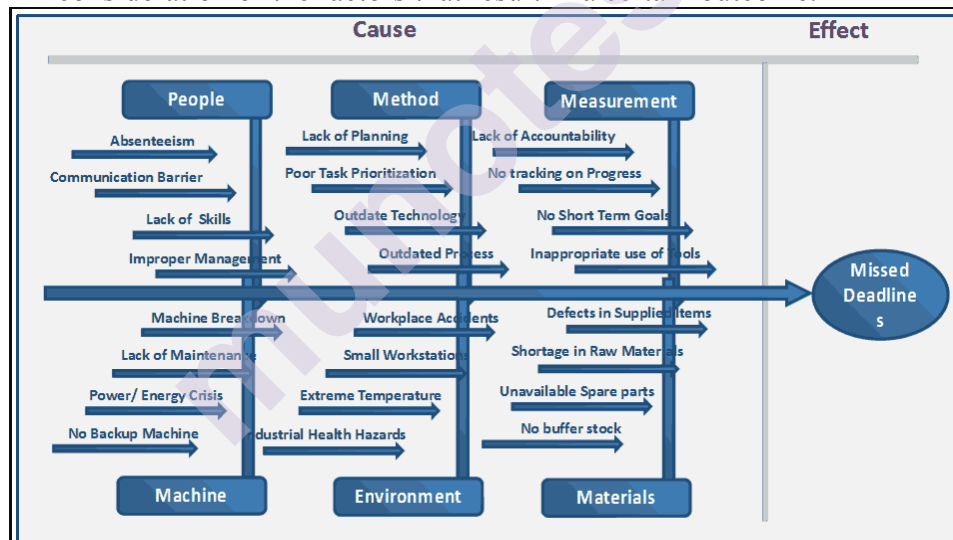 Cause
Effect
People
Method
Measurement
Absenteeism
Communication Barrier
Lack of Skills
Improper Management
Lack of Planning
Poor Task Prioritization
Outdate Technology
Outdated Process
Lack of Accountability
No tracking on Progress
No Short Term Goals
Inappropriate use of Tools
Missed
Deadline
s
Machine Breakdown
Lack of Maintenance
Power/ Energy Crisis
No Backup Machine
Workplace Accidents
Small Workstations
Extreme Temperature
ndustrial Health Hazards
Defects in Supplied Items
Shortage in Raw Materials
Unavailable Spare parts
No buffer stock
Machine
Environment
Materials
munotes